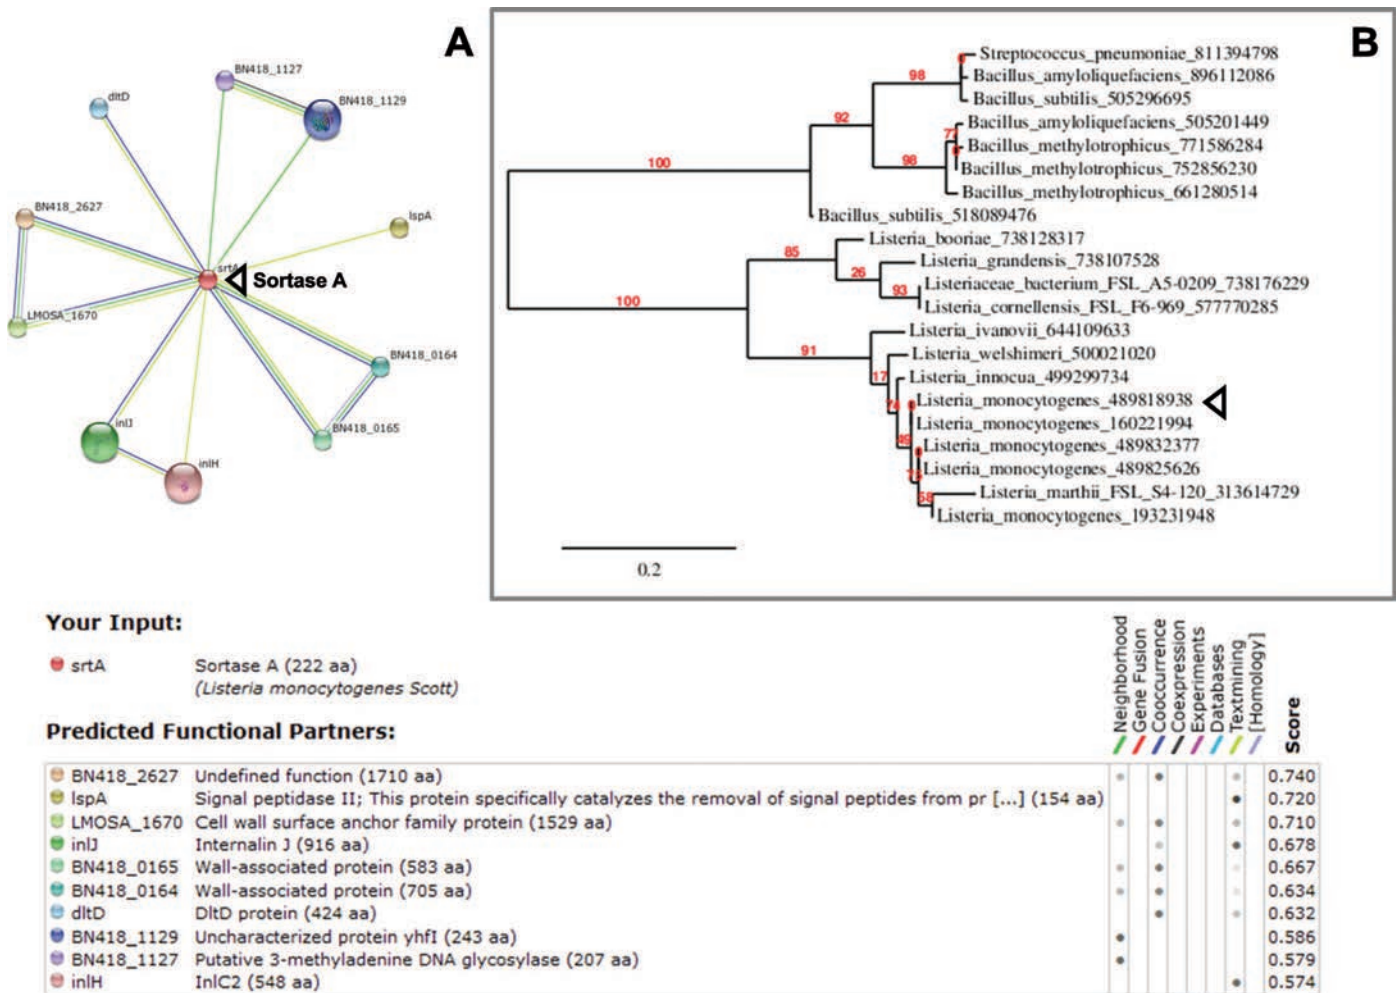 A
BN418_1127
dltD
BN418_1129
BN418_2627
lspA
srtA
Sortase A
LMOSA_1670
BN418_0164
inlJ
BN418_0165
inlH
B
Streptococcus_pneumoniae_811394798
98
Bacillus_amyloliquefaciens_896112086
Bacillus_subtilis_505296695
92
Bacillus_amyloliquefaciens_505201449
77
Bacillus_methylotrophicus_771586284
98
Bacillus_methylotrophicus_752856230
100
Bacillus_methylotrophicus_661280514
Bacillus_subtilis_518089476
Listeria_booriae_738128317
85
Listeria_grandensis_738107528
26
Listeriaceae_bacterium_FSL_A5-0209_738176229
93
Listeria_cornellensis_FSL_F6-969_577770285
100
Listeria_ivanovii_644109633
91
Listeria_welshimeri_500021020
17
Listeria_innocua_499299734
74
Listeria_monocytogenes_489818938
Listeria_monocytogenes_160221994
49
Listeria_monocytogenes_489832377
Listeria_monocytogenes_489825626
75
Listeria_marthii_FSL_S4-120_313614729
58
Listeria_monocytogenes_193231948
0.2
Your Input:
srtA Sortase A (222 aa)
(Listeria monocytogenes Scott)
Neighborhood
Gene Fusion
Cooccurrence
Coexpression
Experiments
Databases
Textmining
[Homology]
Score
Predicted Functional Partners:
BN418_2627 Undefined function (1710 aa) 0.740
lspA Signal peptidase II; This protein specifically catalyzes the removal of signal peptides from pr [...] (154 aa) 0.720
LMOSA_1670 Cell wall surface anchor family protein (1529 aa) 0.710
inlJ Internalin J (916 aa) 0.678
BN418_0165 Wall-associated protein (583 aa) 0.667
BN418_0164 Wall-associated protein (705 aa) 0.634
dltD DltD protein (424 aa) 0.632
BN418_1129 Uncharacterized protein yhfI (243 aa) 0.586
BN418_1127 Putative 3-methyladenine DNA glycosylase (207 aa) 0.579
inlH InlC2 (548 aa) 0.574